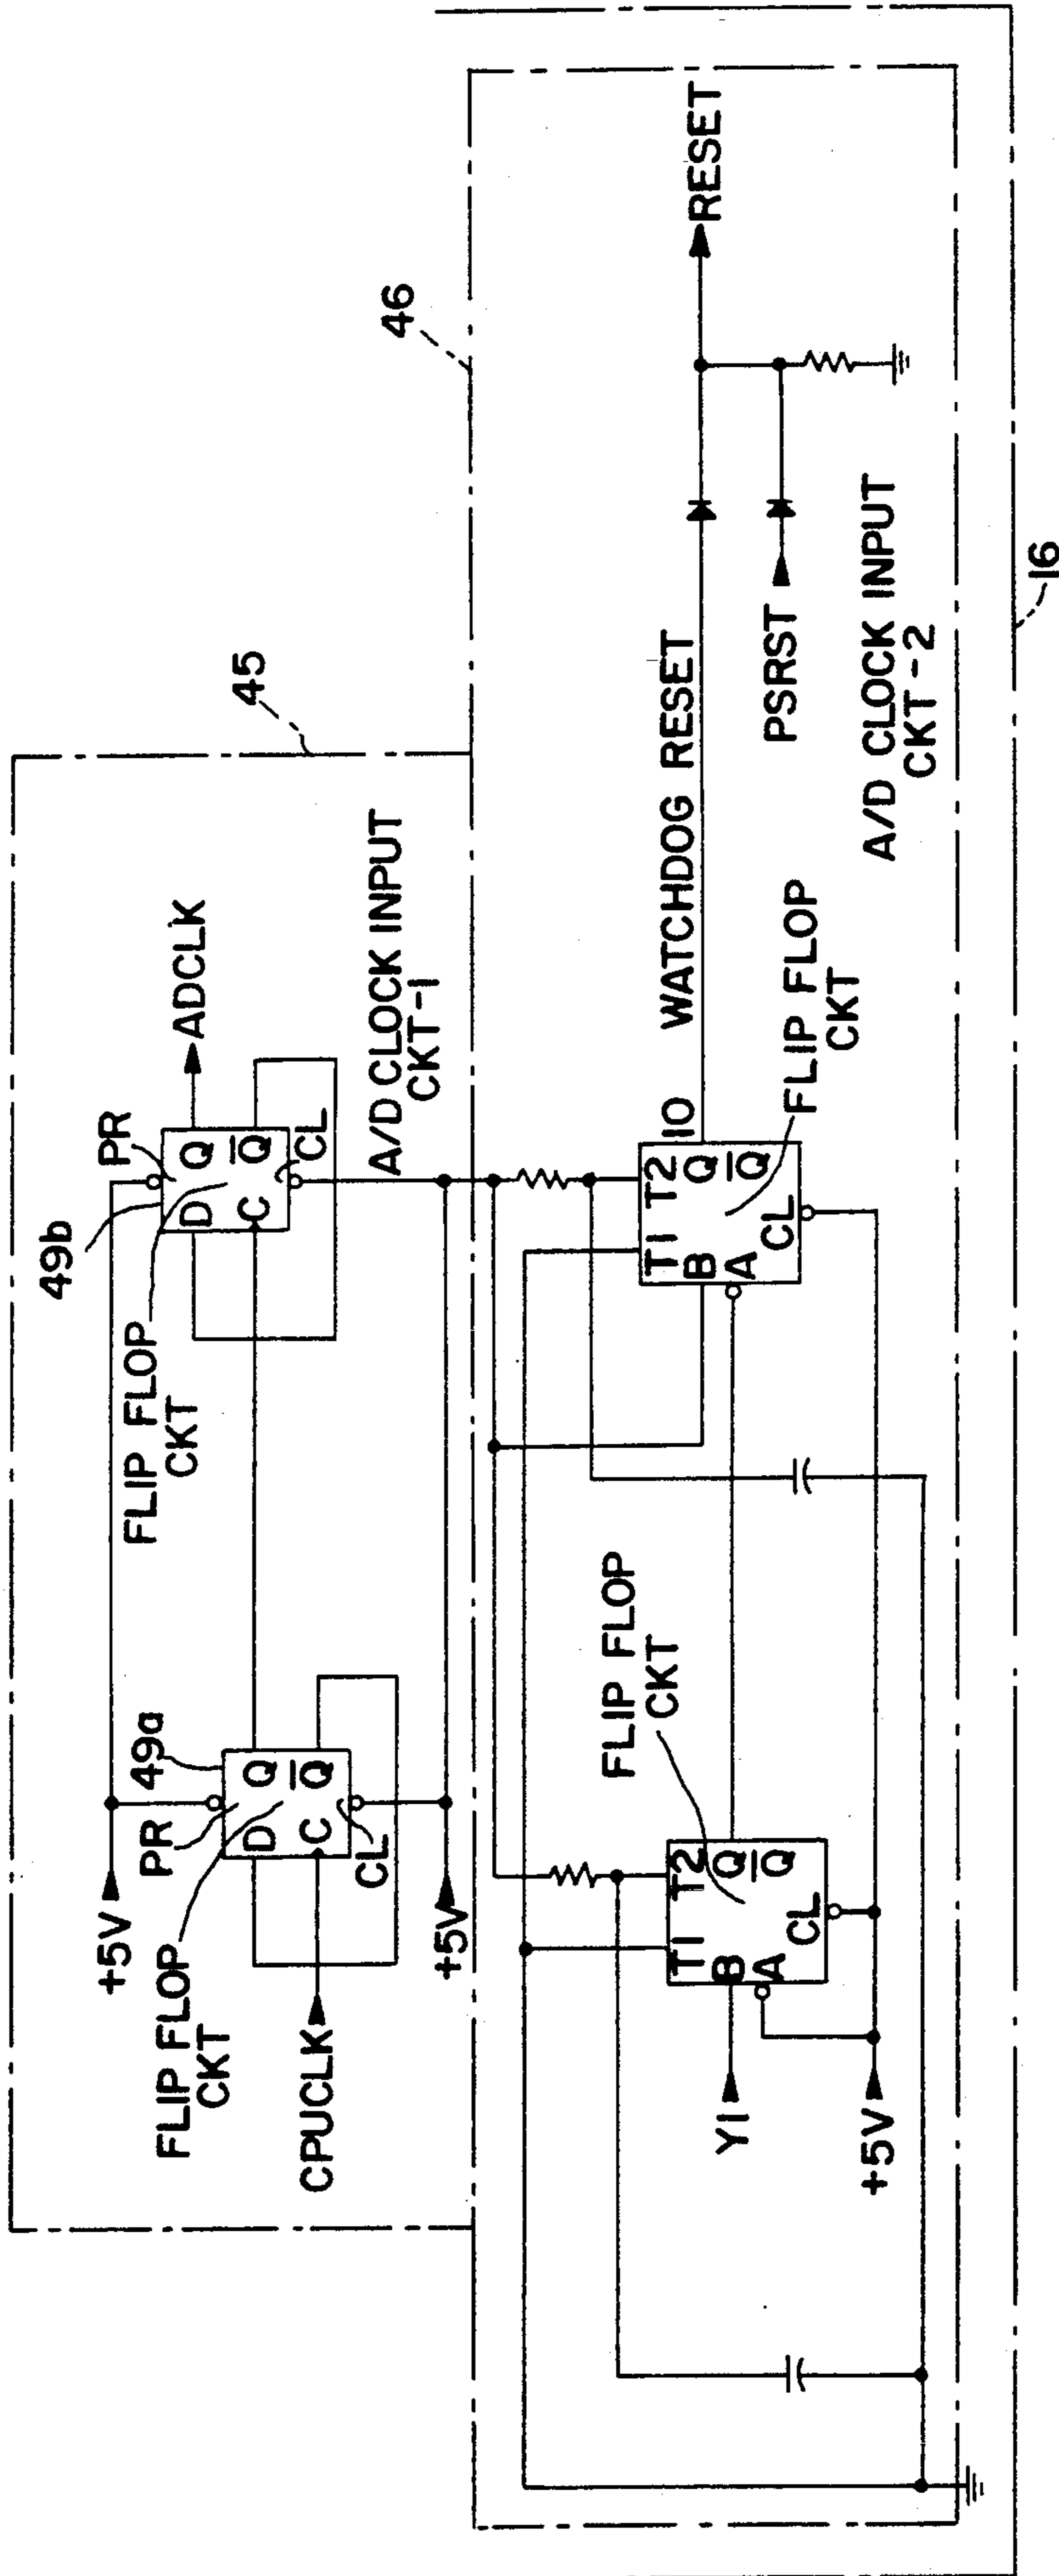 45
46
16
+5V
PR
49a
D
Q
C
Q
CL
FLIP FLOP
CKT
CPUCLK
+5V
49b
PR
D
Q
C
Q
CL
FLIP FLOP
CKT
ADCLK
A/D CLOCK INPUT
CKT-1
T1
T2
B
Q
A
Q
CL
FLIP FLOP
CKT
Y1
+5V
T1
T2
10
B
Q
A
Q
CL
FLIP FLOP
CKT
WATCHDOG RESET
RESET
PSRST
A/D CLOCK INPUT
CKT-2